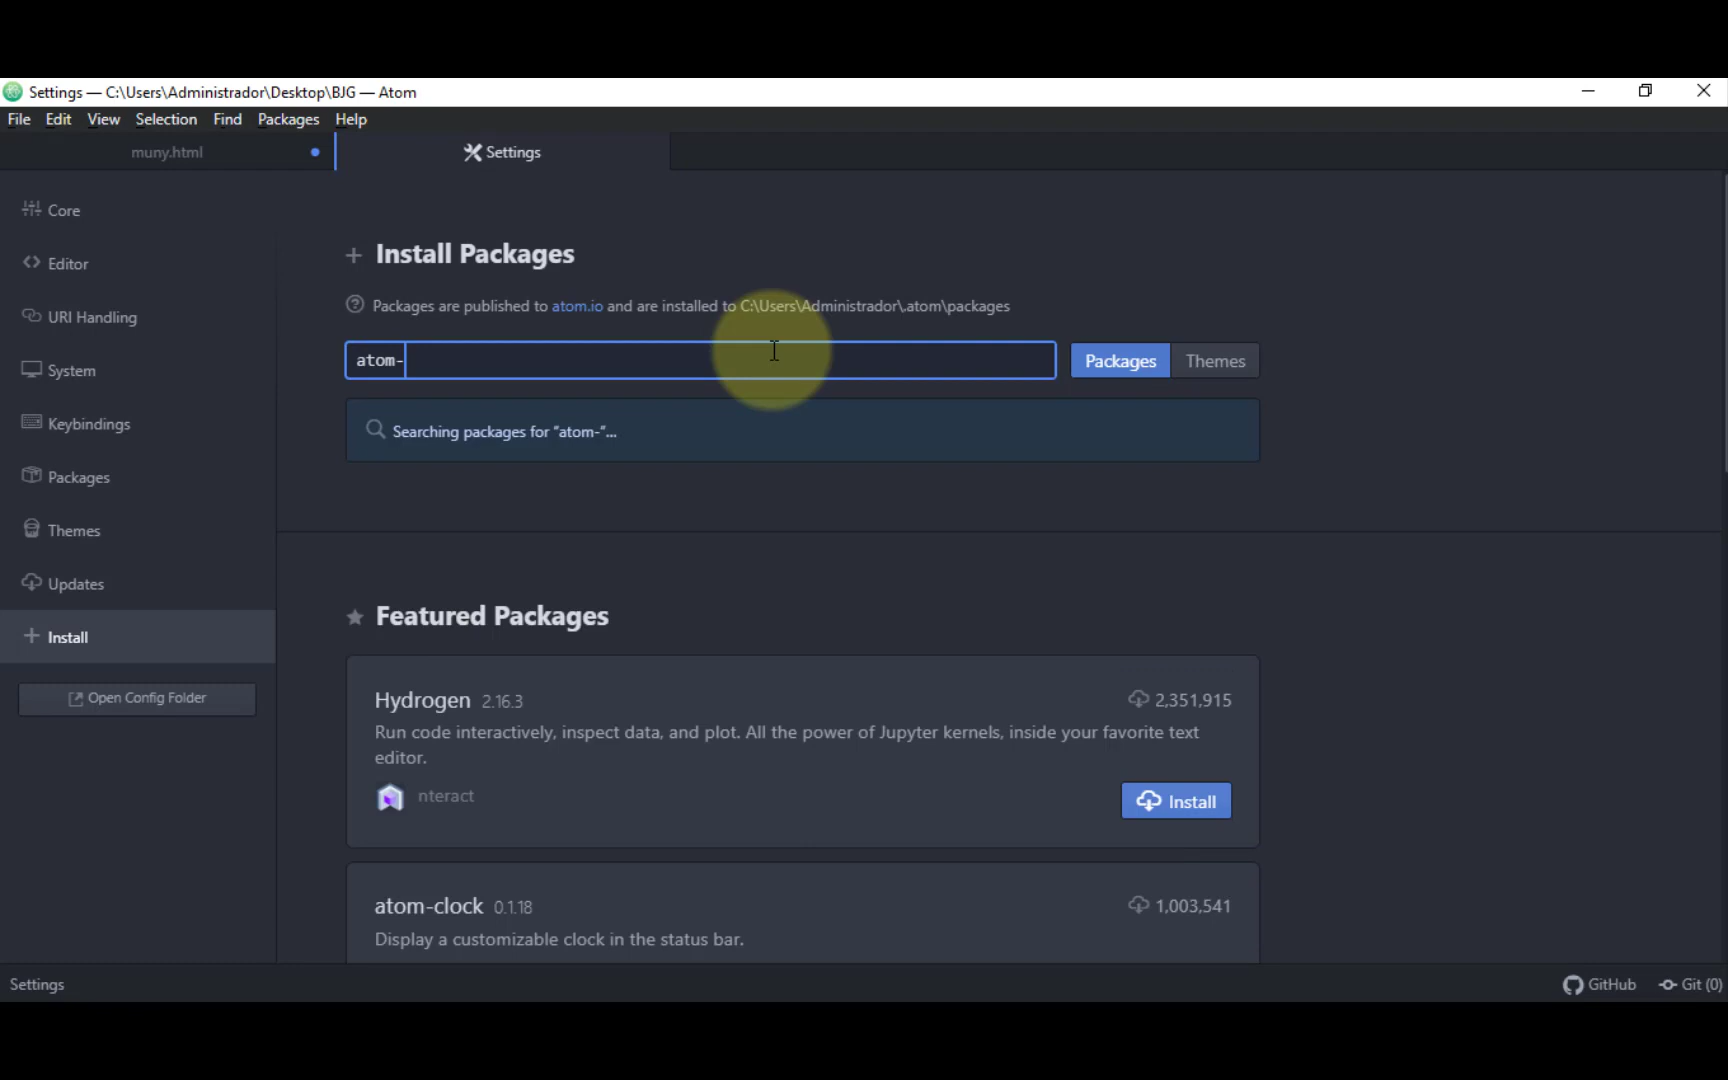 Settings — C:\Users\Administrador\Desktop\BJG — Atom
File Edit View Selection Find Packages Help
muny.html
Settings
Core
Editor
URI Handling
System
Keybindings
Packages
Themes
Updates
Install
Open Config Folder
Install Packages
Packages are published to atom.io and are installed to C:\Users\Administrador\.atom\packages
atom-
Packages Themes
Searching packages for “atom-”...
Featured Packages
Hydrogen 2.16.3 2,351,915
Run code interactively, inspect data, and plot. All the power of Jupyter kernels, inside your favorite text
editor.
nteract
Install
atom-clock 0.1.18 1,003,541
Display a customizable clock in the status bar.
Settings GitHub Git (0)